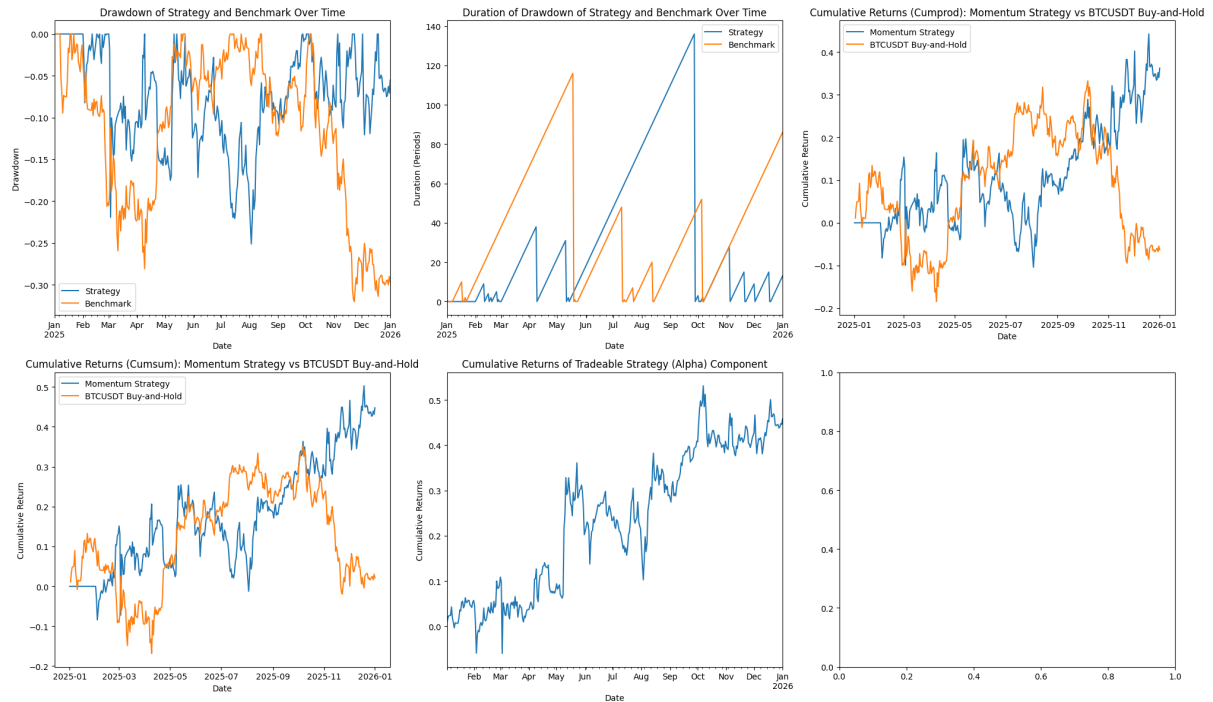 Drawdown of Strategy and Benchmark Over Time
0.00
−0.05
−0.10
−0.15
−0.20
−0.25
−0.30
Drawdown
Strategy
Benchmark
Jan Feb Mar Apr May Jun Jul Aug Sep Oct Nov Dec Jan
2025 2026
Date
Duration of Drawdown of Strategy and Benchmark Over Time
140
120
100
80
60
40
20
0
Duration (Periods)
Strategy
Benchmark
Jan Feb Mar Apr May Jun Jul Aug Sep Oct Nov Dec Jan
2025 2026
Date
Cumulative Returns (Cumprod): Momentum Strategy vs BTCUSDT Buy-and-Hold
0.4
0.3
0.2
0.1
0.0
−0.1
−0.2
Cumulative Return
Momentum Strategy
BTCUSDT Buy-and-Hold
2025-01 2025-03 2025-05 2025-07 2025-09 2025-11 2026-01
Date
Cumulative Returns (Cumsum): Momentum Strategy vs BTCUSDT Buy-and-Hold
0.5
0.4
0.3
0.2
0.1
0.0
−0.1
−0.2
Cumulative Return
Momentum Strategy
BTCUSDT Buy-and-Hold
2025-01 2025-03 2025-05 2025-07 2025-09 2025-11 2026-01
Date
Cumulative Returns of Tradeable Strategy (Alpha) Component
0.5
0.4
0.3
0.2
0.1
0.0
Cumulative Returns
Feb Mar Apr May Jun Jul Aug Sep Oct Nov Dec Jan
2026
Date
1.0
0.8
0.6
0.4
0.2
0.0
0.0 0.2 0.4 0.6 0.8 1.0